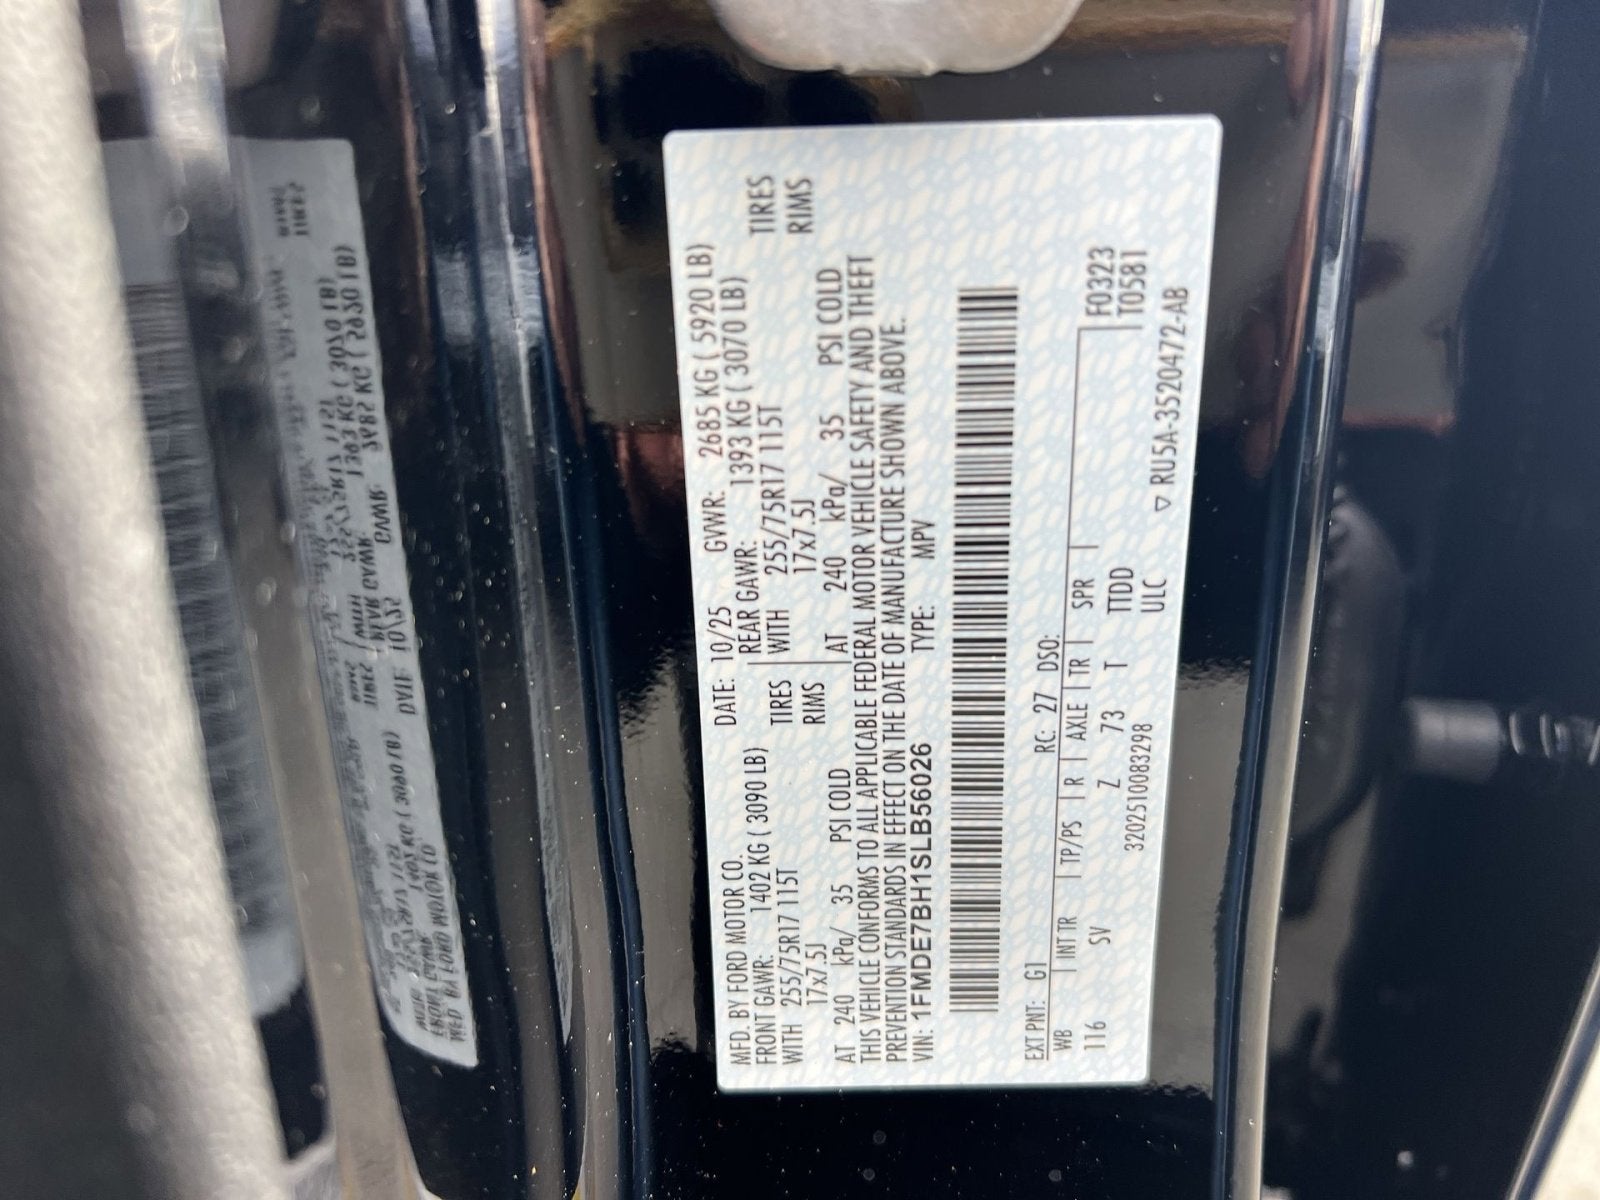 MFD. BY FORD MOTOR CO.
DATE: 10/25 GVWR: 2685 KG ( 5920 LB)
FRONT GAWR: 1402 KG ( 3090 LB)
REAR GAWR: 1393 KG ( 3070 LB)
WITH 255/75R17 115T TIRES
WITH 255/75R17 115T TIRES
17x7.5J RIMS
17x7.5J RIMS
AT 240 kPa/ 35 PSI COLD
AT 240 kPa/ 35 PSI COLD
THIS VEHICLE CONFORMS TO ALL APPLICABLE FEDERAL MOTOR VEHICLE SAFETY AND THEFT
PREVENTION STANDARDS IN EFFECT ON THE DATE OF MANUFACTURE SHOWN ABOVE.
VIN: 1FMDE7BH1SLB56026 TYPE: MPV
EXT PNT: G1 RC: 27 DSO: F0323
WB INT TR TP/PS R AXLE TR SPR T0581
116 SV Z 73 T TTDD
3202510083298 ULC ▽ RU5A-3520472-AB